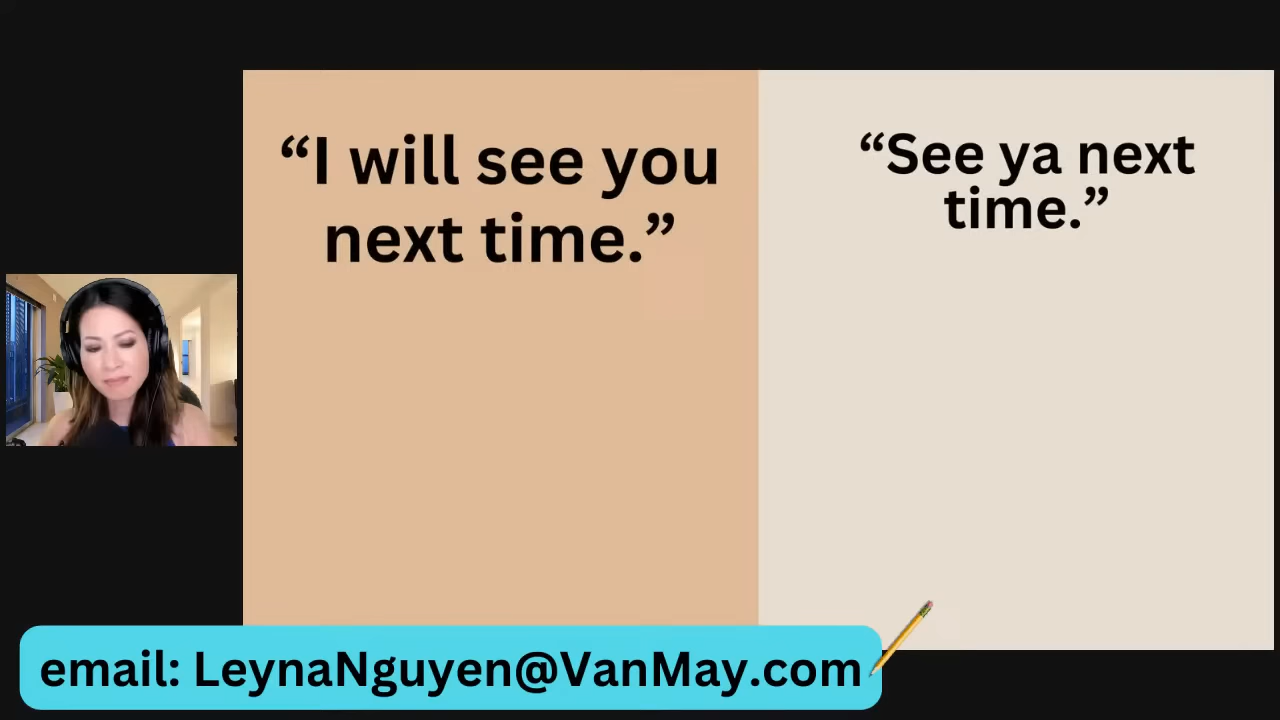 “I will see you
next time.”
“See ya next
time.”
email: LeynaNguyen@VanMay.com